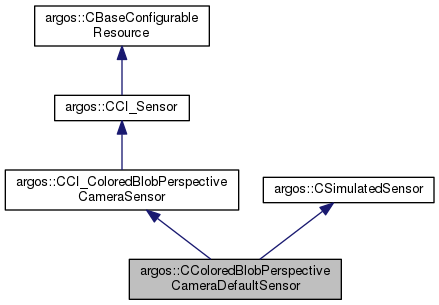 argos::CBaseConfigurable
Resource
argos::CCI_Sensor
argos::CCI_ColoredBlobPerspective
CameraSensor
argos::CSimulatedSensor
argos::CColoredBlobPerspective
CameraDefaultSensor